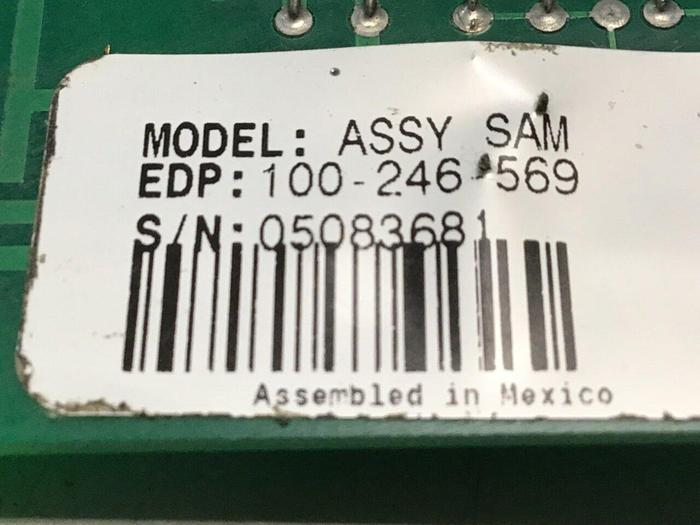 MODEL: ASSY SAM
EDP: 100-246-569
S/N: 05083681
Assembled in Mexico